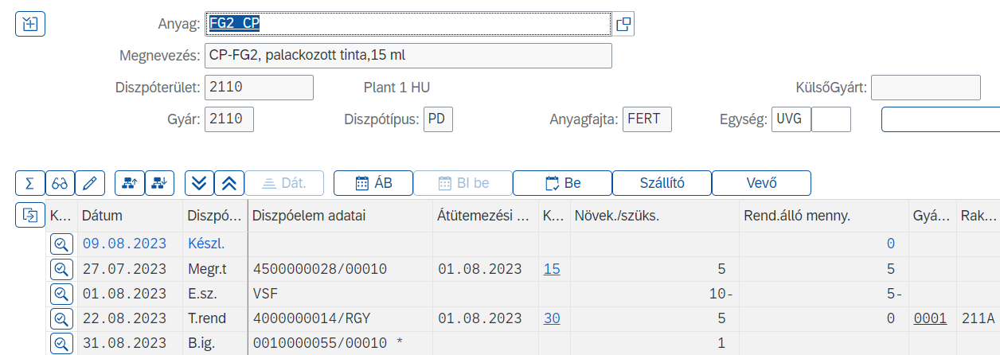 Anyag: FG2_CP
Megnevezés: CP-FG2, palackozott tinta,15 ml
Diszpóterület: 2110 Plant 1 HU KülsőGyárt:
Gyár: 2110 Diszpótípus: PD Anyagfajta: FERT Egység: UVG
Σ Dát. ÁB BI be Be Szállító Vevő
K... Dátum Diszpó... Diszpóelem adatai Átütemezési ... K... Növek./szüks. Rend.álló menny. Gyá... Rak...
09.08.2023 Készl. 0
27.07.2023 Megr.t 4500000028/00010 01.08.2023 15 5 5
01.08.2023 E.sz. VSF 10- 5-
22.08.2023 T.rend 4000000014/RGY 01.08.2023 30 5 0 0001 211A
31.08.2023 B.ig. 0010000055/00010 * 1